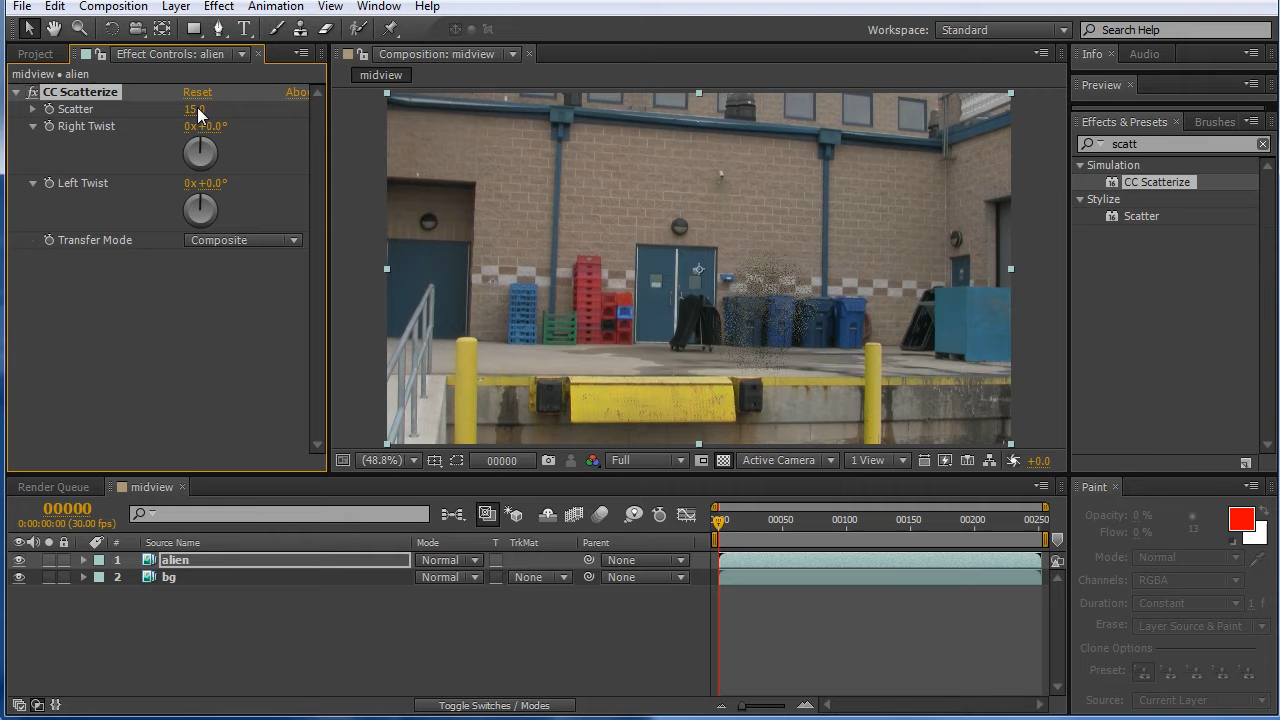 File Edit Composition Layer Effect Animation View Window Help
Workspace: Standard Search Help
Project Effect Controls: alien Composition: midview Info Audio
midview • alien midview Preview
fx CC Scatterize Reset
Scatter
Right Twist 0x+0.0°
Left Twist 0x+0.0°
Transfer Mode Composite
Effects & Presets Brushes
scatt
Simulation
CC Scatterize
Stylize
Scatter
(48.8%) 00000 Full Active Camera 1 View +0.0
Render Queue midview Paint
00000
0:00:00:00 (30.00 fps)
00050 00100 00150 00200 00250
# Source Name Mode T TrkMat Parent
1 alien Normal None
2 bg Normal None None
Opacity: 0 %
Flow: 0 % 13
Mode: Normal
Channels: RGBA
Duration: Constant 1 f
Erase: Layer Source & Paint
Clone Options
Preset:
Source: Current Layer
Toggle Switches / Modes